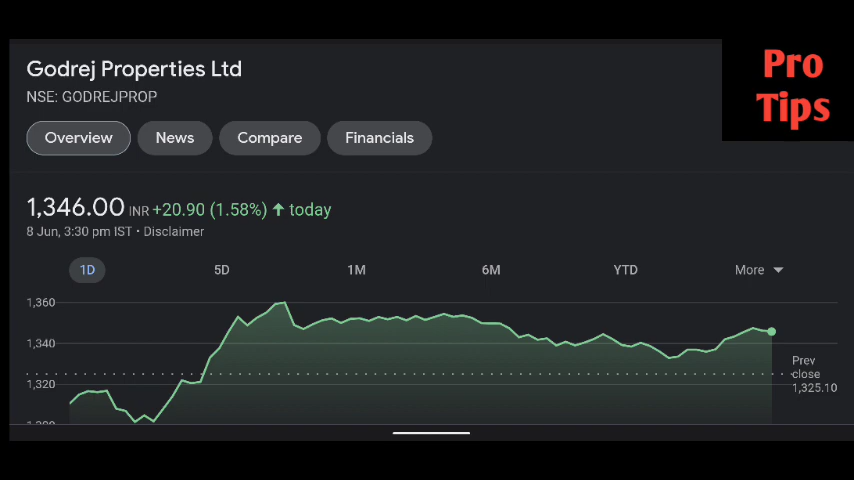 Godrej Properties Ltd
NSE: GODREJPROP
Pro
Tips
Overview News Compare Financials
1,346.00 INR +20.90 (1.58%) ↑ today
8 Jun, 3:30 pm IST • Disclaimer
1D 5D 1M 6M YTD More
1,360
1,340
1,320
Prev
close
1,325.10